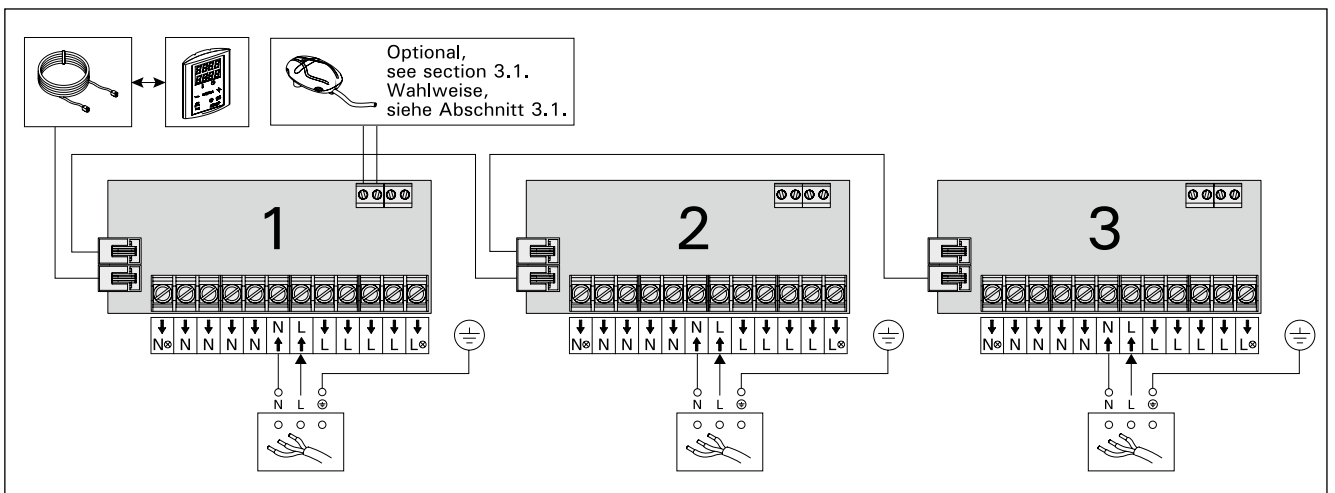 Optional,
see section 3.1.
Wahlweise,
siehe Abschnitt 3.1.
1
2
3
N N N N N N L L L L L L
N N N N N N L L L L L L
N N N N N N L L L L L L
N L
N L
N L